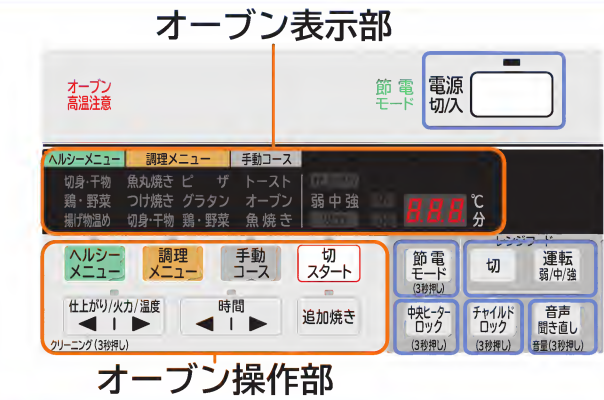 オーブン表示部
オーブン
高温注意
節電
モード
電源
切/入
ヘルシーメニュー 調理メニュー 手動コース
切身・干物 魚丸焼き ピザ トースト
鶏・野菜 つけ焼き グラタン オーブン 弱 中 強
揚げ物温め 切身・干物 鶏・野菜 魚焼き
888 ℃
分
ヘルシー
メニュー
調理
メニュー
手動
コース
切
スタート
仕上がり/火力/温度
◀ I ▶
時間
◀ I ▶
追加焼き
クリーニング(3秒押し)
節電
モード
(3秒押し)
レンジフード
切
運転
弱/中/強
中央ヒーター
ロック
(3秒押し)
チャイルド
ロック
(3秒押し)
音声
聞き直し
音量(3秒押し)
オーブン操作部